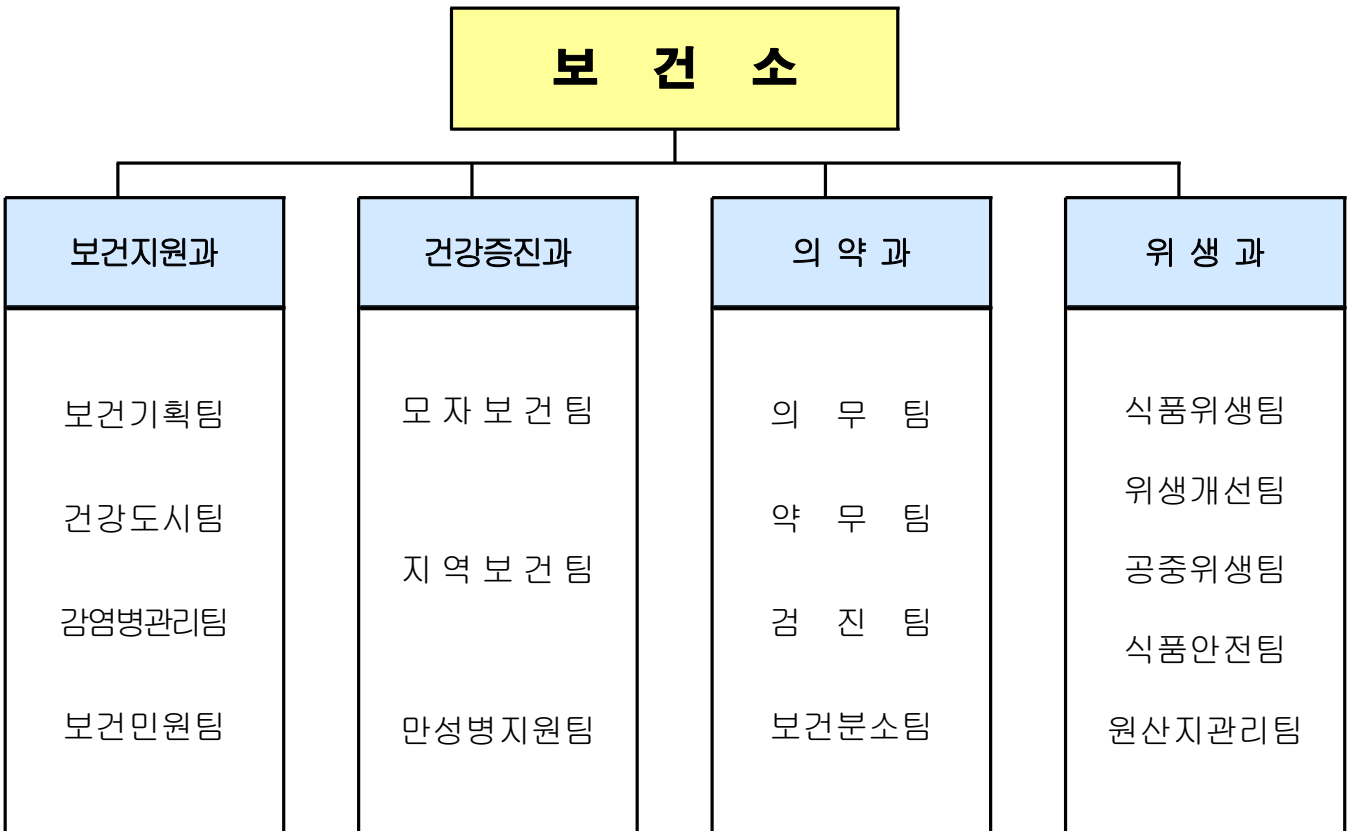 보 건 소
보건지원과
보건기획팀
건강도시팀
감염병관리팀
보건민원팀
건강증진과
모 자 보 건 팀
지 역 보 건 팀
만성병지원팀
의 약 과
의 무 팀
약 무 팀
검 진 팀
보건분소팀
위 생 과
식품위생팀
위생개선팀
공중위생팀
식품안전팀
원산지관리팀